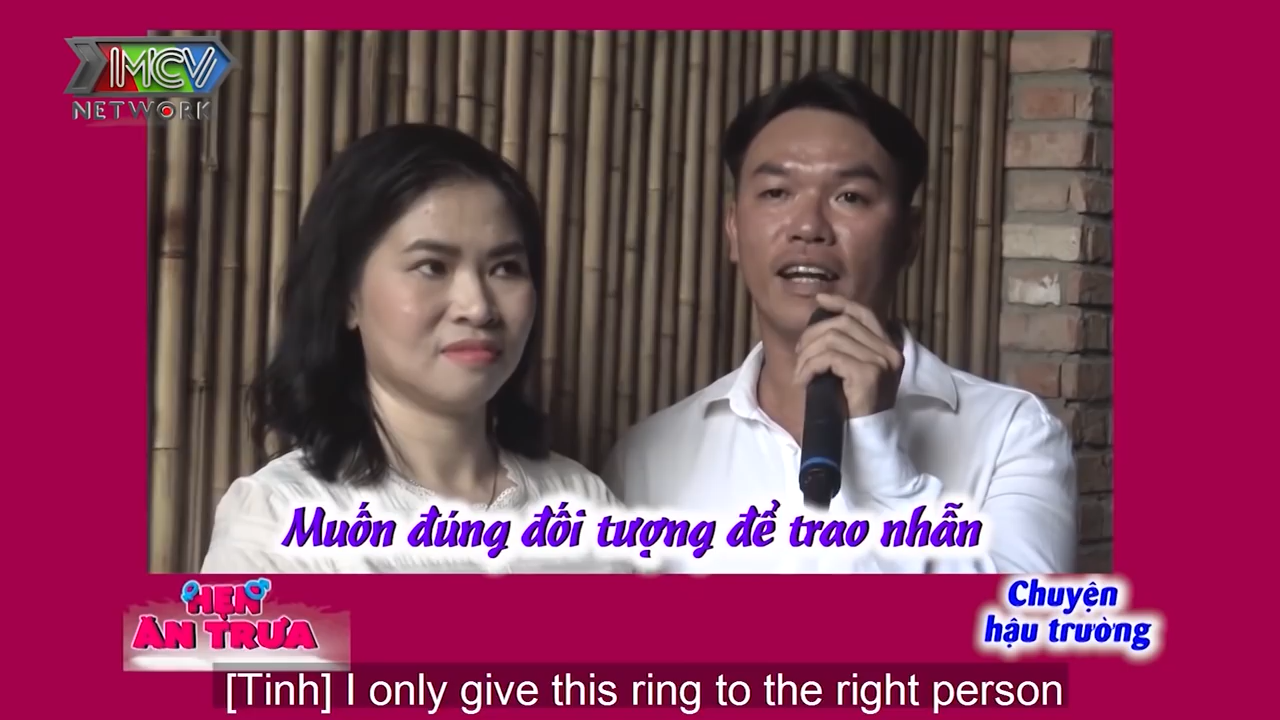 MCV
NETWORK
Muốn đúng đối tượng để trao nhẫn
HẸN
ĂN TRƯA
Chuyện
hậu trường
[Tinh] I only give this ring to the right person